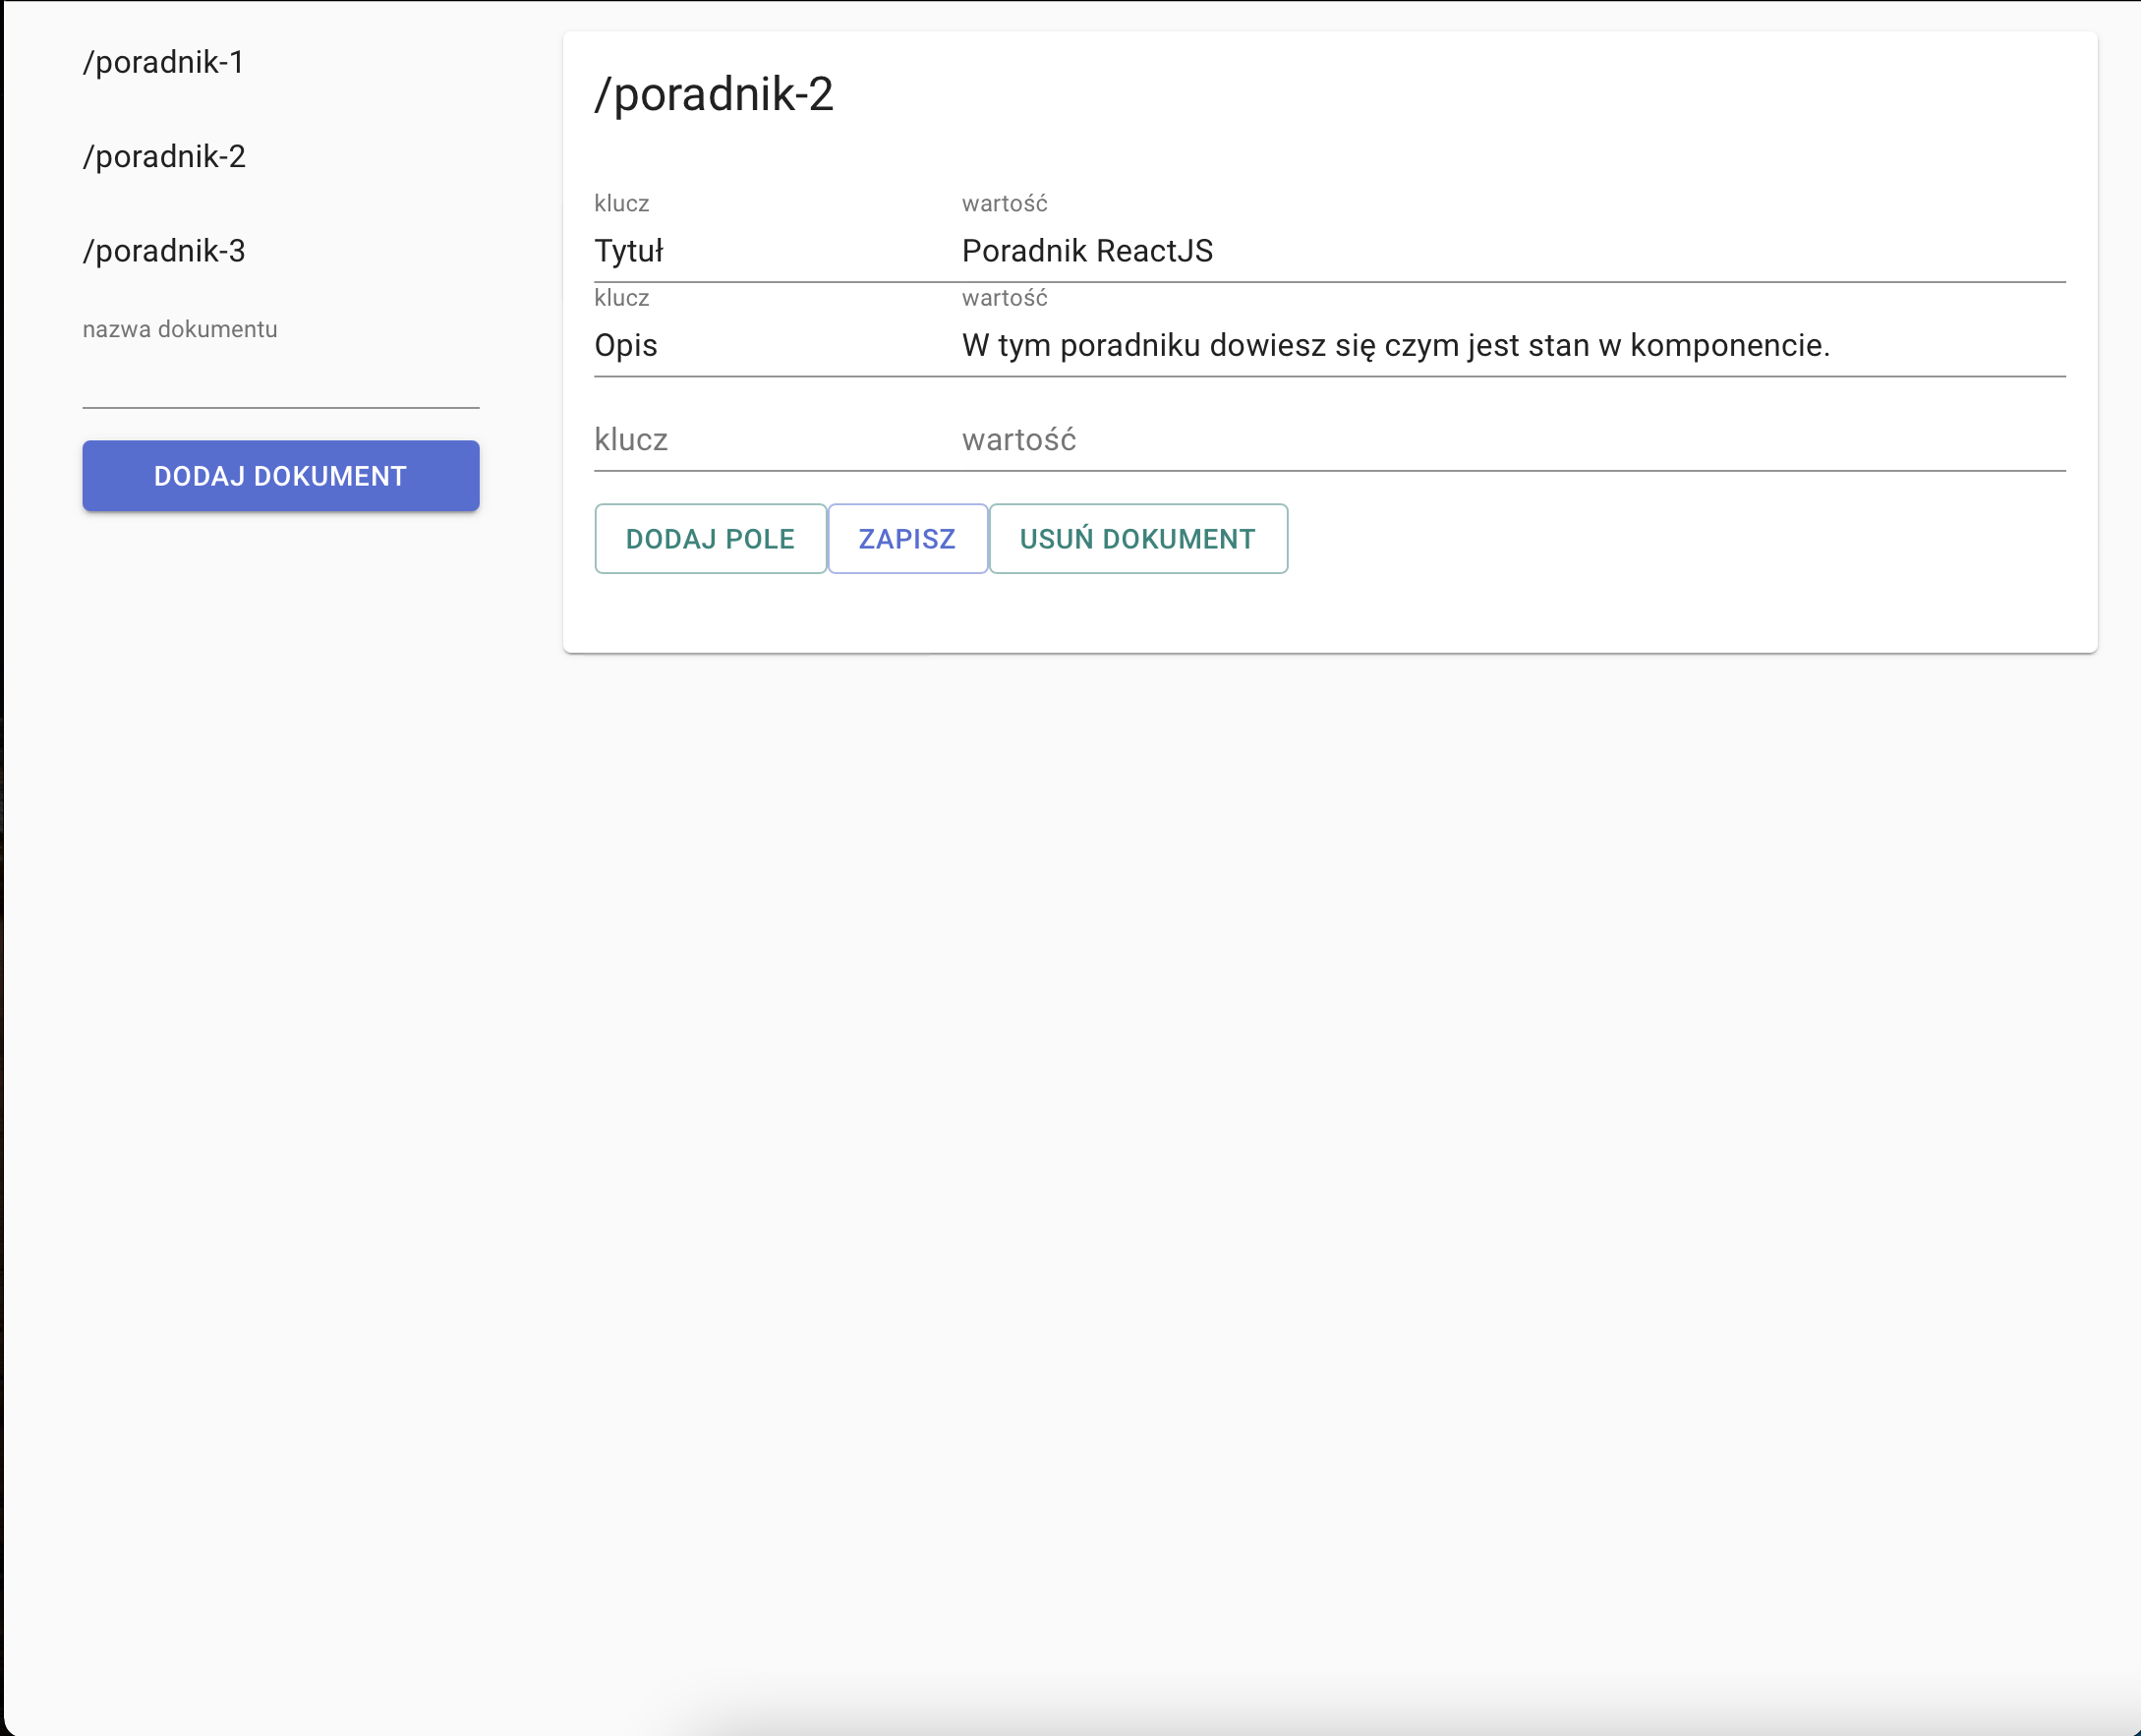 /poradnik-1
/poradnik-2
/poradnik-3
nazwa dokumentu
DODAJ DOKUMENT
/poradnik-2
klucz wartość
Tytuł Poradnik ReactJS
klucz wartość
Opis W tym poradniku dowiesz się czym jest stan w komponencie.
klucz wartość
DODAJ POLE ZAPISZ USUŃ DOKUMENT